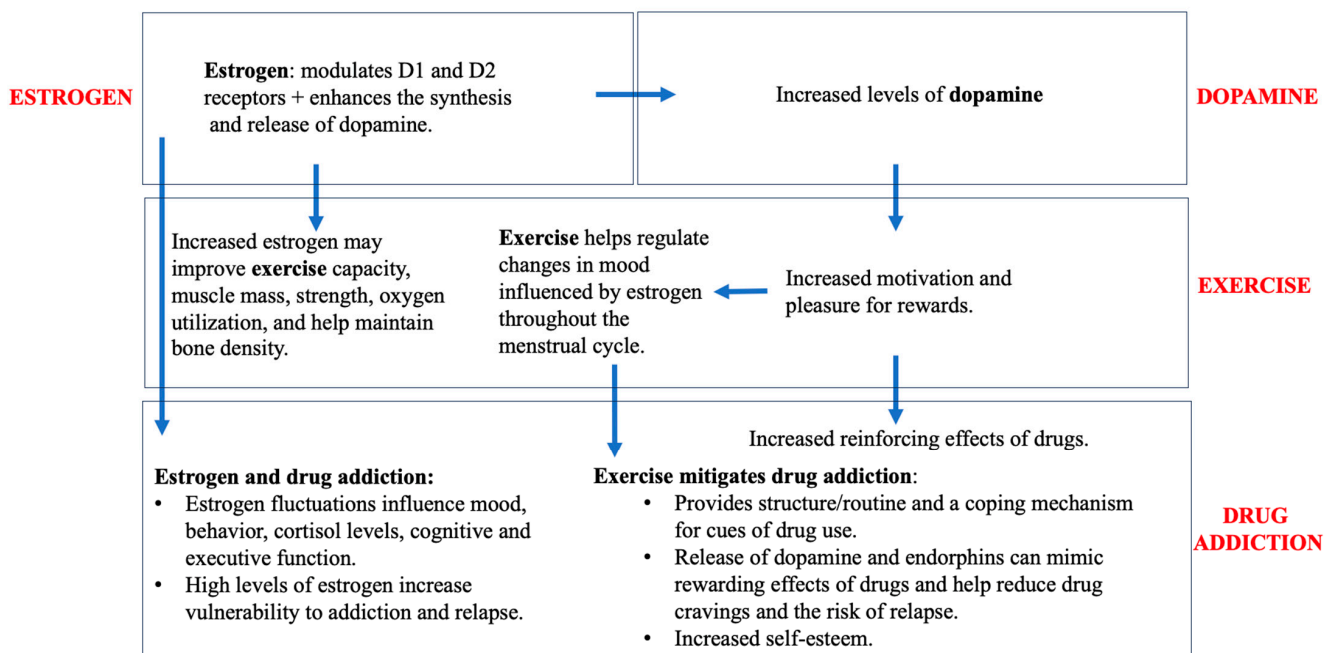 ESTROGEN
Estrogen: modulates D1 and D2
receptors + enhances the synthesis
and release of dopamine.
Increased levels of dopamine
DOPAMINE
Increased estrogen may
improve exercise capacity,
muscle mass, strength, oxygen
utilization, and help maintain
bone density.
Exercise helps regulate
changes in mood
influenced by estrogen
throughout the
menstrual cycle.
Increased motivation and
pleasure for rewards.
EXERCISE
Increased reinforcing effects of drugs.
Estrogen and drug addiction:
• Estrogen fluctuations influence mood,
behavior, cortisol levels, cognitive and
executive function.
• High levels of estrogen increase
vulnerability to addiction and relapse.
Exercise mitigates drug addiction:
• Provides structure/routine and a coping mechanism
for cues of drug use.
• Release of dopamine and endorphins can mimic
rewarding effects of drugs and help reduce drug
cravings and the risk of relapse.
• Increased self-esteem.
DRUG
ADDICTION